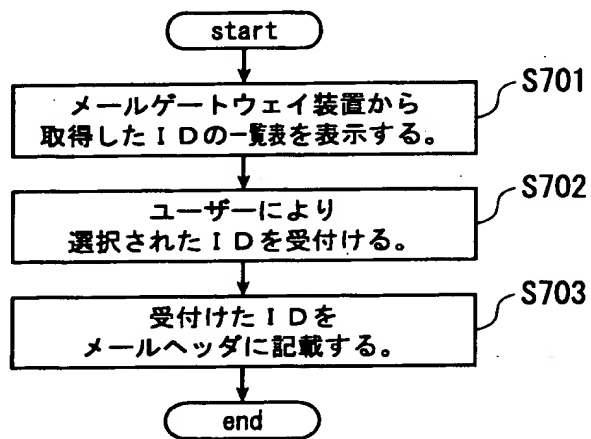 start
メールゲートウェイ装置から
取得したＩＤの一覧表を表示する。
S701
ユーザーにより
選択されたＩＤを受付ける。
S702
受付けたＩＤを
メールヘッダに記載する。
S703
end